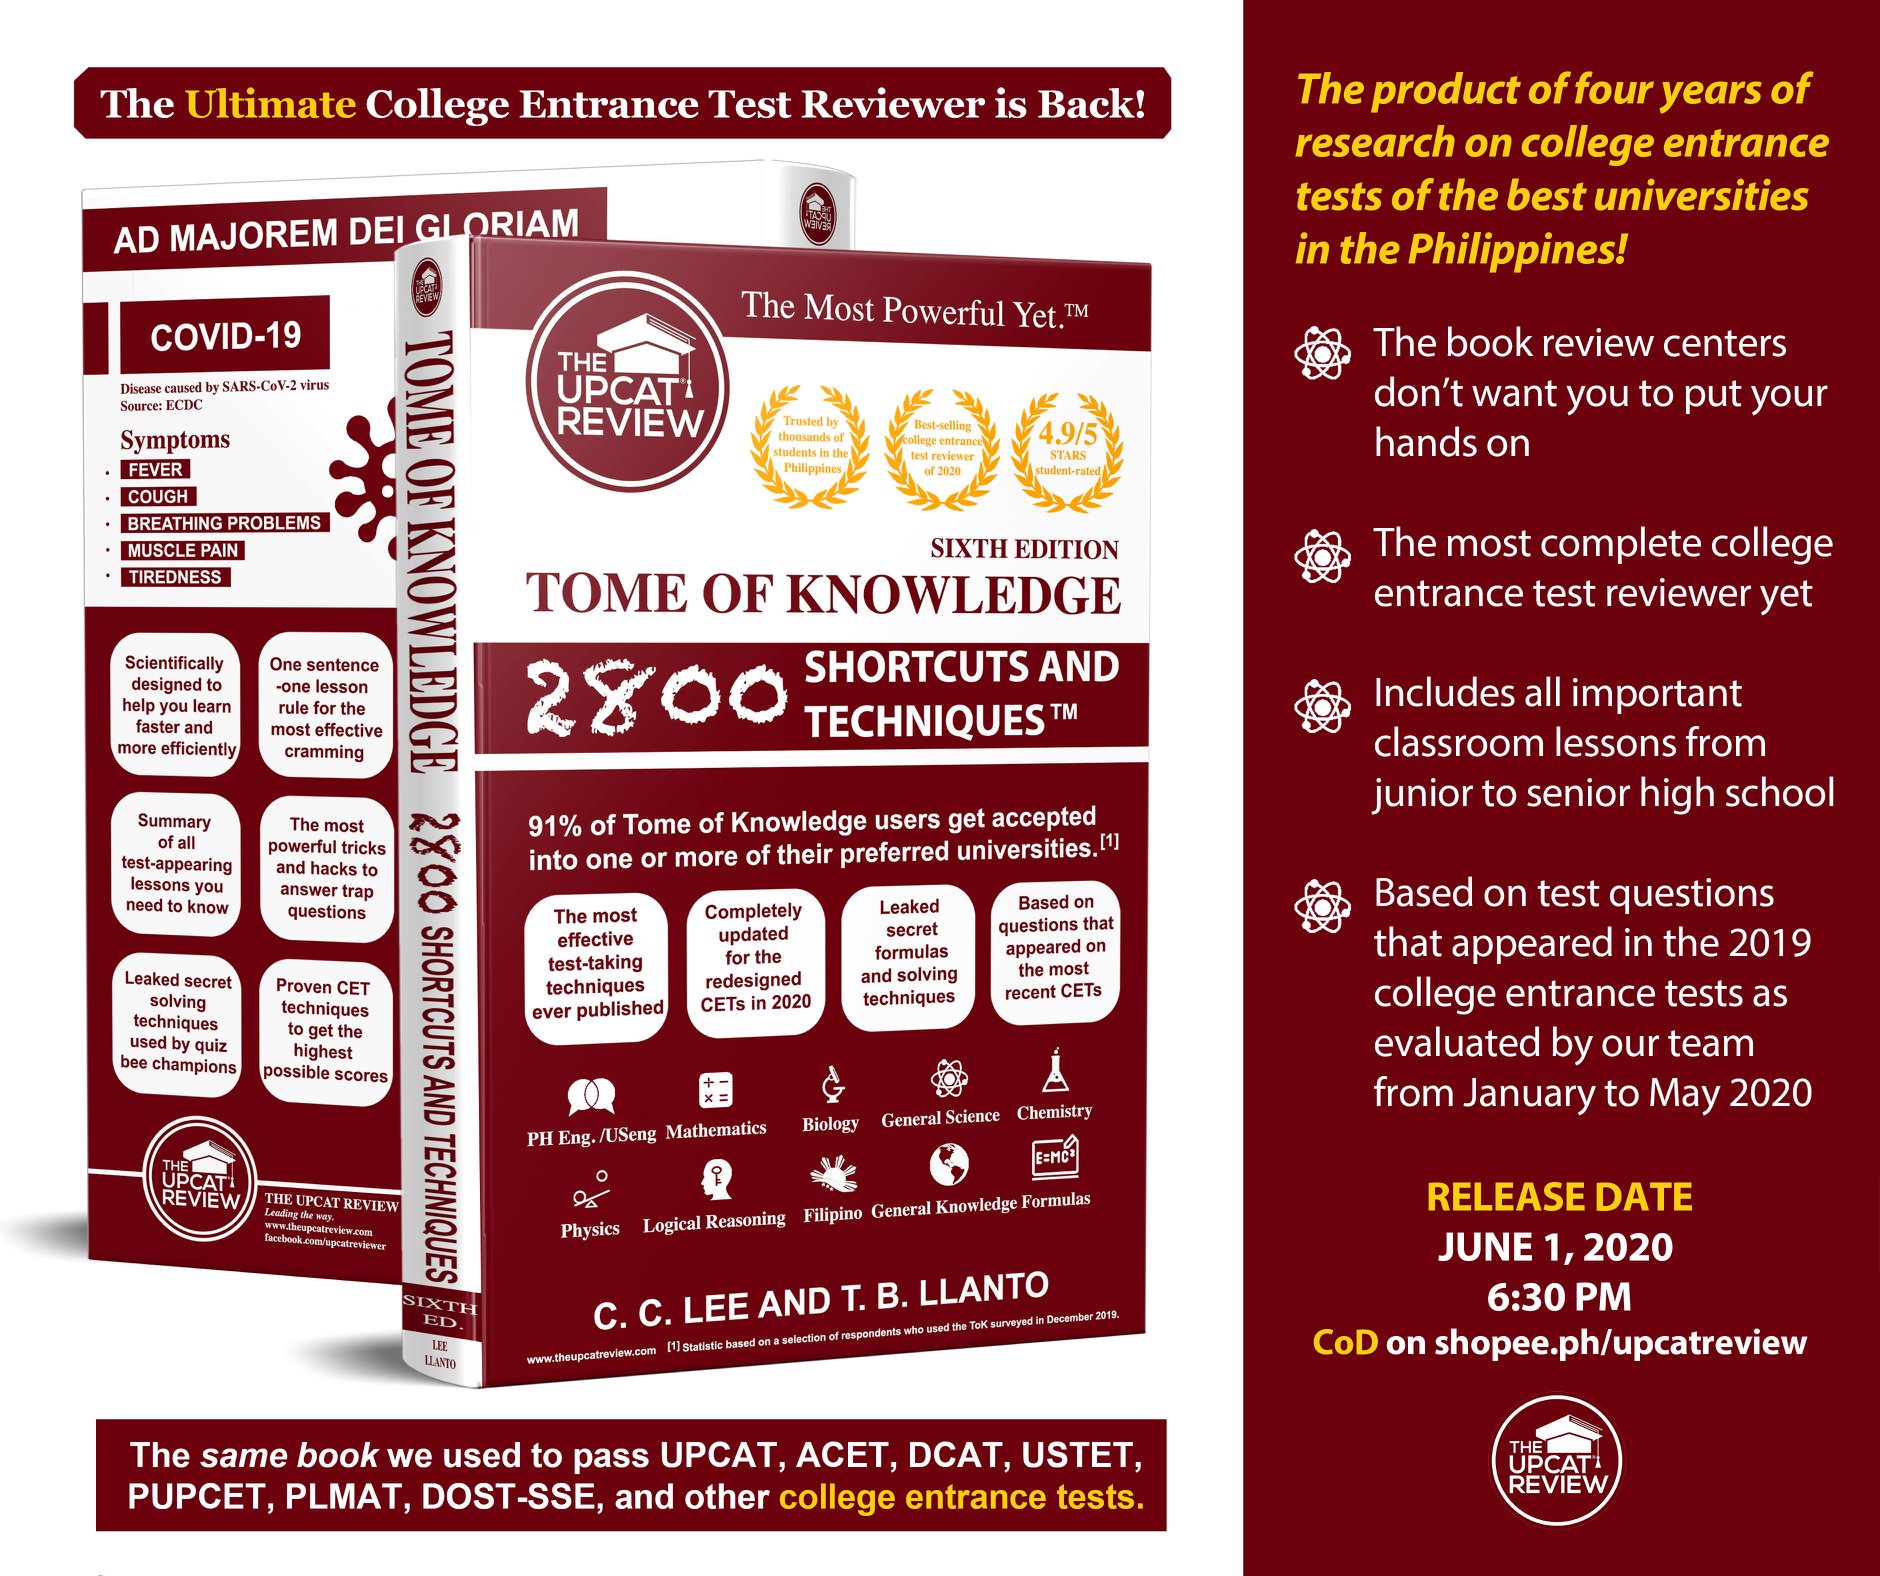 The Ultimate College Entrance Test Reviewer is Back!
AD MAJOREM DEI GLORIAM
COVID-19
Disease caused by SARS-CoV-2 virus
Source: ECDC
Symptoms
FEVER
COUGH
BREATHING PROBLEMS
MUSCLE PAIN
TIREDNESS
Scientifically
designed to
help you learn
faster and
more efficiently
One sentence
-one lesson
rule for the
most effective
cramming
Summary
of all
test-appearing
lessons you
need to know
The most
powerful tricks
and hacks to
answer trap
questions
Leaked secret
solving
techniques
used by quiz
bee champions
Proven CET
techniques
to get the
highest
possible scores
THE
UPCAT
REVIEW
THE UPCAT REVIEW
Leading the way.
www.theupcatreview.com
facebook.com/upcatreviewer
THE
UPCAT
REVIEW
THE
UPCAT
REVIEW
TOME OF KNOWLEDGE 2800 SHORTCUTS AND TECHNIQUES
SIXTH
ED.
LEE
LLANTO
The Most Powerful Yet.™
THE
UPCAT®
REVIEW
Trusted by
thousands of
students in the
Philippines
Best-selling
college entrance
test reviewer
of 2020
4.9/5
STARS
student-rated
SIXTH EDITION
TOME OF KNOWLEDGE
2800 SHORTCUTS AND
TECHNIQUES™
91% of Tome of Knowledge users get accepted
into one or more of their preferred universities.[1]
The most
effective
test-taking
techniques
ever published
Completely
updated
for the
redesigned
CETs in 2020
Leaked
secret
formulas
and solving
techniques
Based on
questions that
appeared on
the most
recent CETs
PH Eng. /USeng
Mathematics
Biology
General Science
Chemistry
E=MC²
Physics
Logical Reasoning
Filipino
General Knowledge
Formulas
C. C. LEE AND T. B. LLANTO
www.theupcatreview.com [1] Statistic based on a selection of respondents who used the ToK surveyed in December 2019.
The same book we used to pass UPCAT, ACET, DCAT, USTET,
PUPCET, PLMAT, DOST-SSE, and other college entrance tests.
The product of four years of
research on college entrance
tests of the best universities
in the Philippines!
The book review centers
don't want you to put your
hands on
The most complete college
entrance test reviewer yet
Includes all important
classroom lessons from
junior to senior high school
Based on test questions
that appeared in the 2019
college entrance tests as
evaluated by our team
from January to May 2020
RELEASE DATE
JUNE 1, 2020
6:30 PM
CoD on shopee.ph/upcatreview
THE
UPCAT®
REVIEW